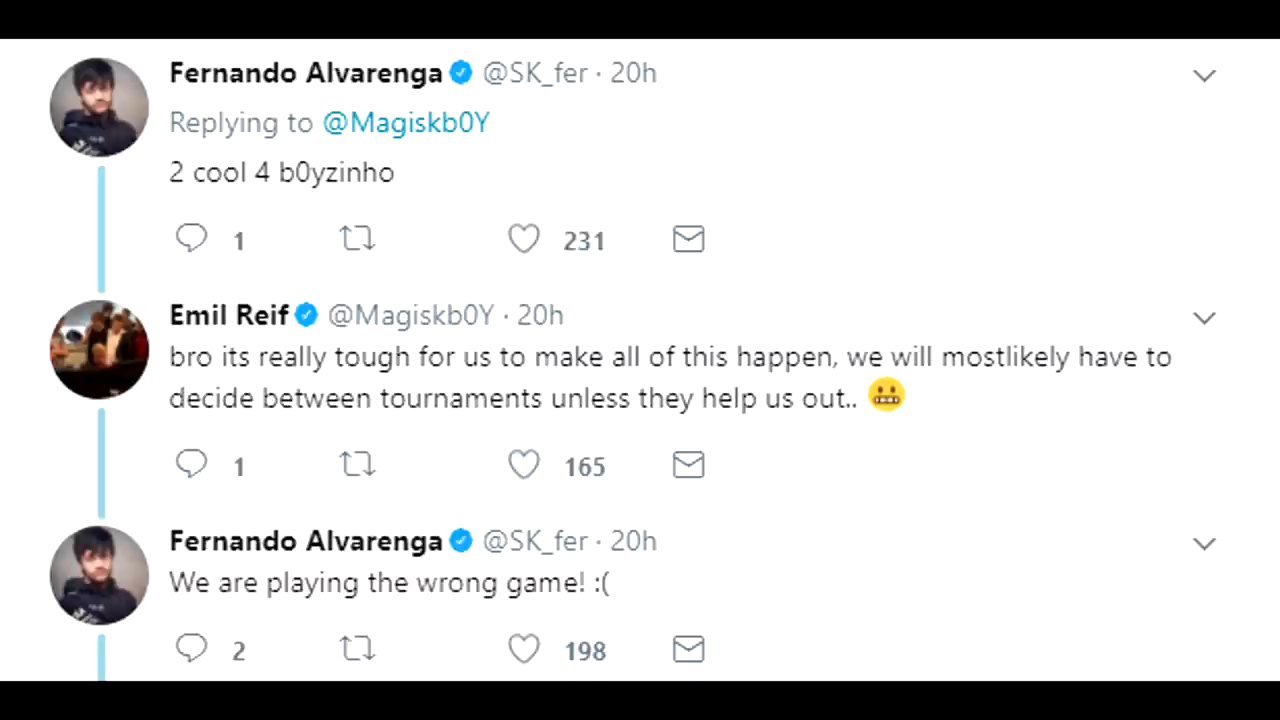 Fernando Alvarenga @SK_fer · 20h
Replying to @Magiskb0Y
2 cool 4 b0yzinho
1 231
Emil Reif @Magiskb0Y · 20h
bro its really tough for us to make all of this happen, we will mostlikely have to
decide between tournaments unless they help us out.. 😬
1 165
Fernando Alvarenga @SK_fer · 20h
We are playing the wrong game! :(
2 198